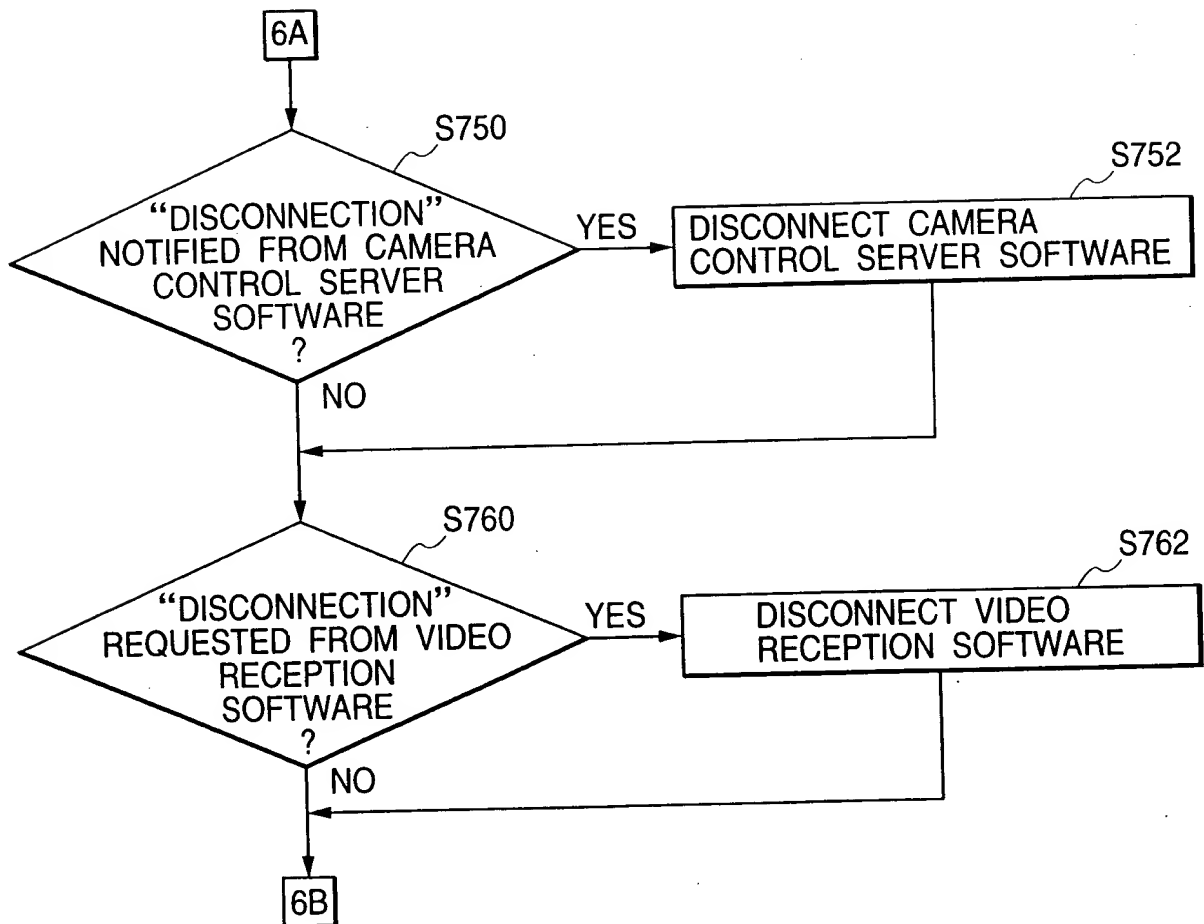 6A
S750
"DISCONNECTION"
NOTIFIED FROM CAMERA
CONTROL SERVER
SOFTWARE
?
YES
S752
DISCONNECT CAMERA
CONTROL SERVER SOFTWARE
NO
S760
"DISCONNECTION"
REQUESTED FROM VIDEO
RECEPTION
SOFTWARE
?
YES
S762
DISCONNECT VIDEO
RECEPTION SOFTWARE
NO
6B